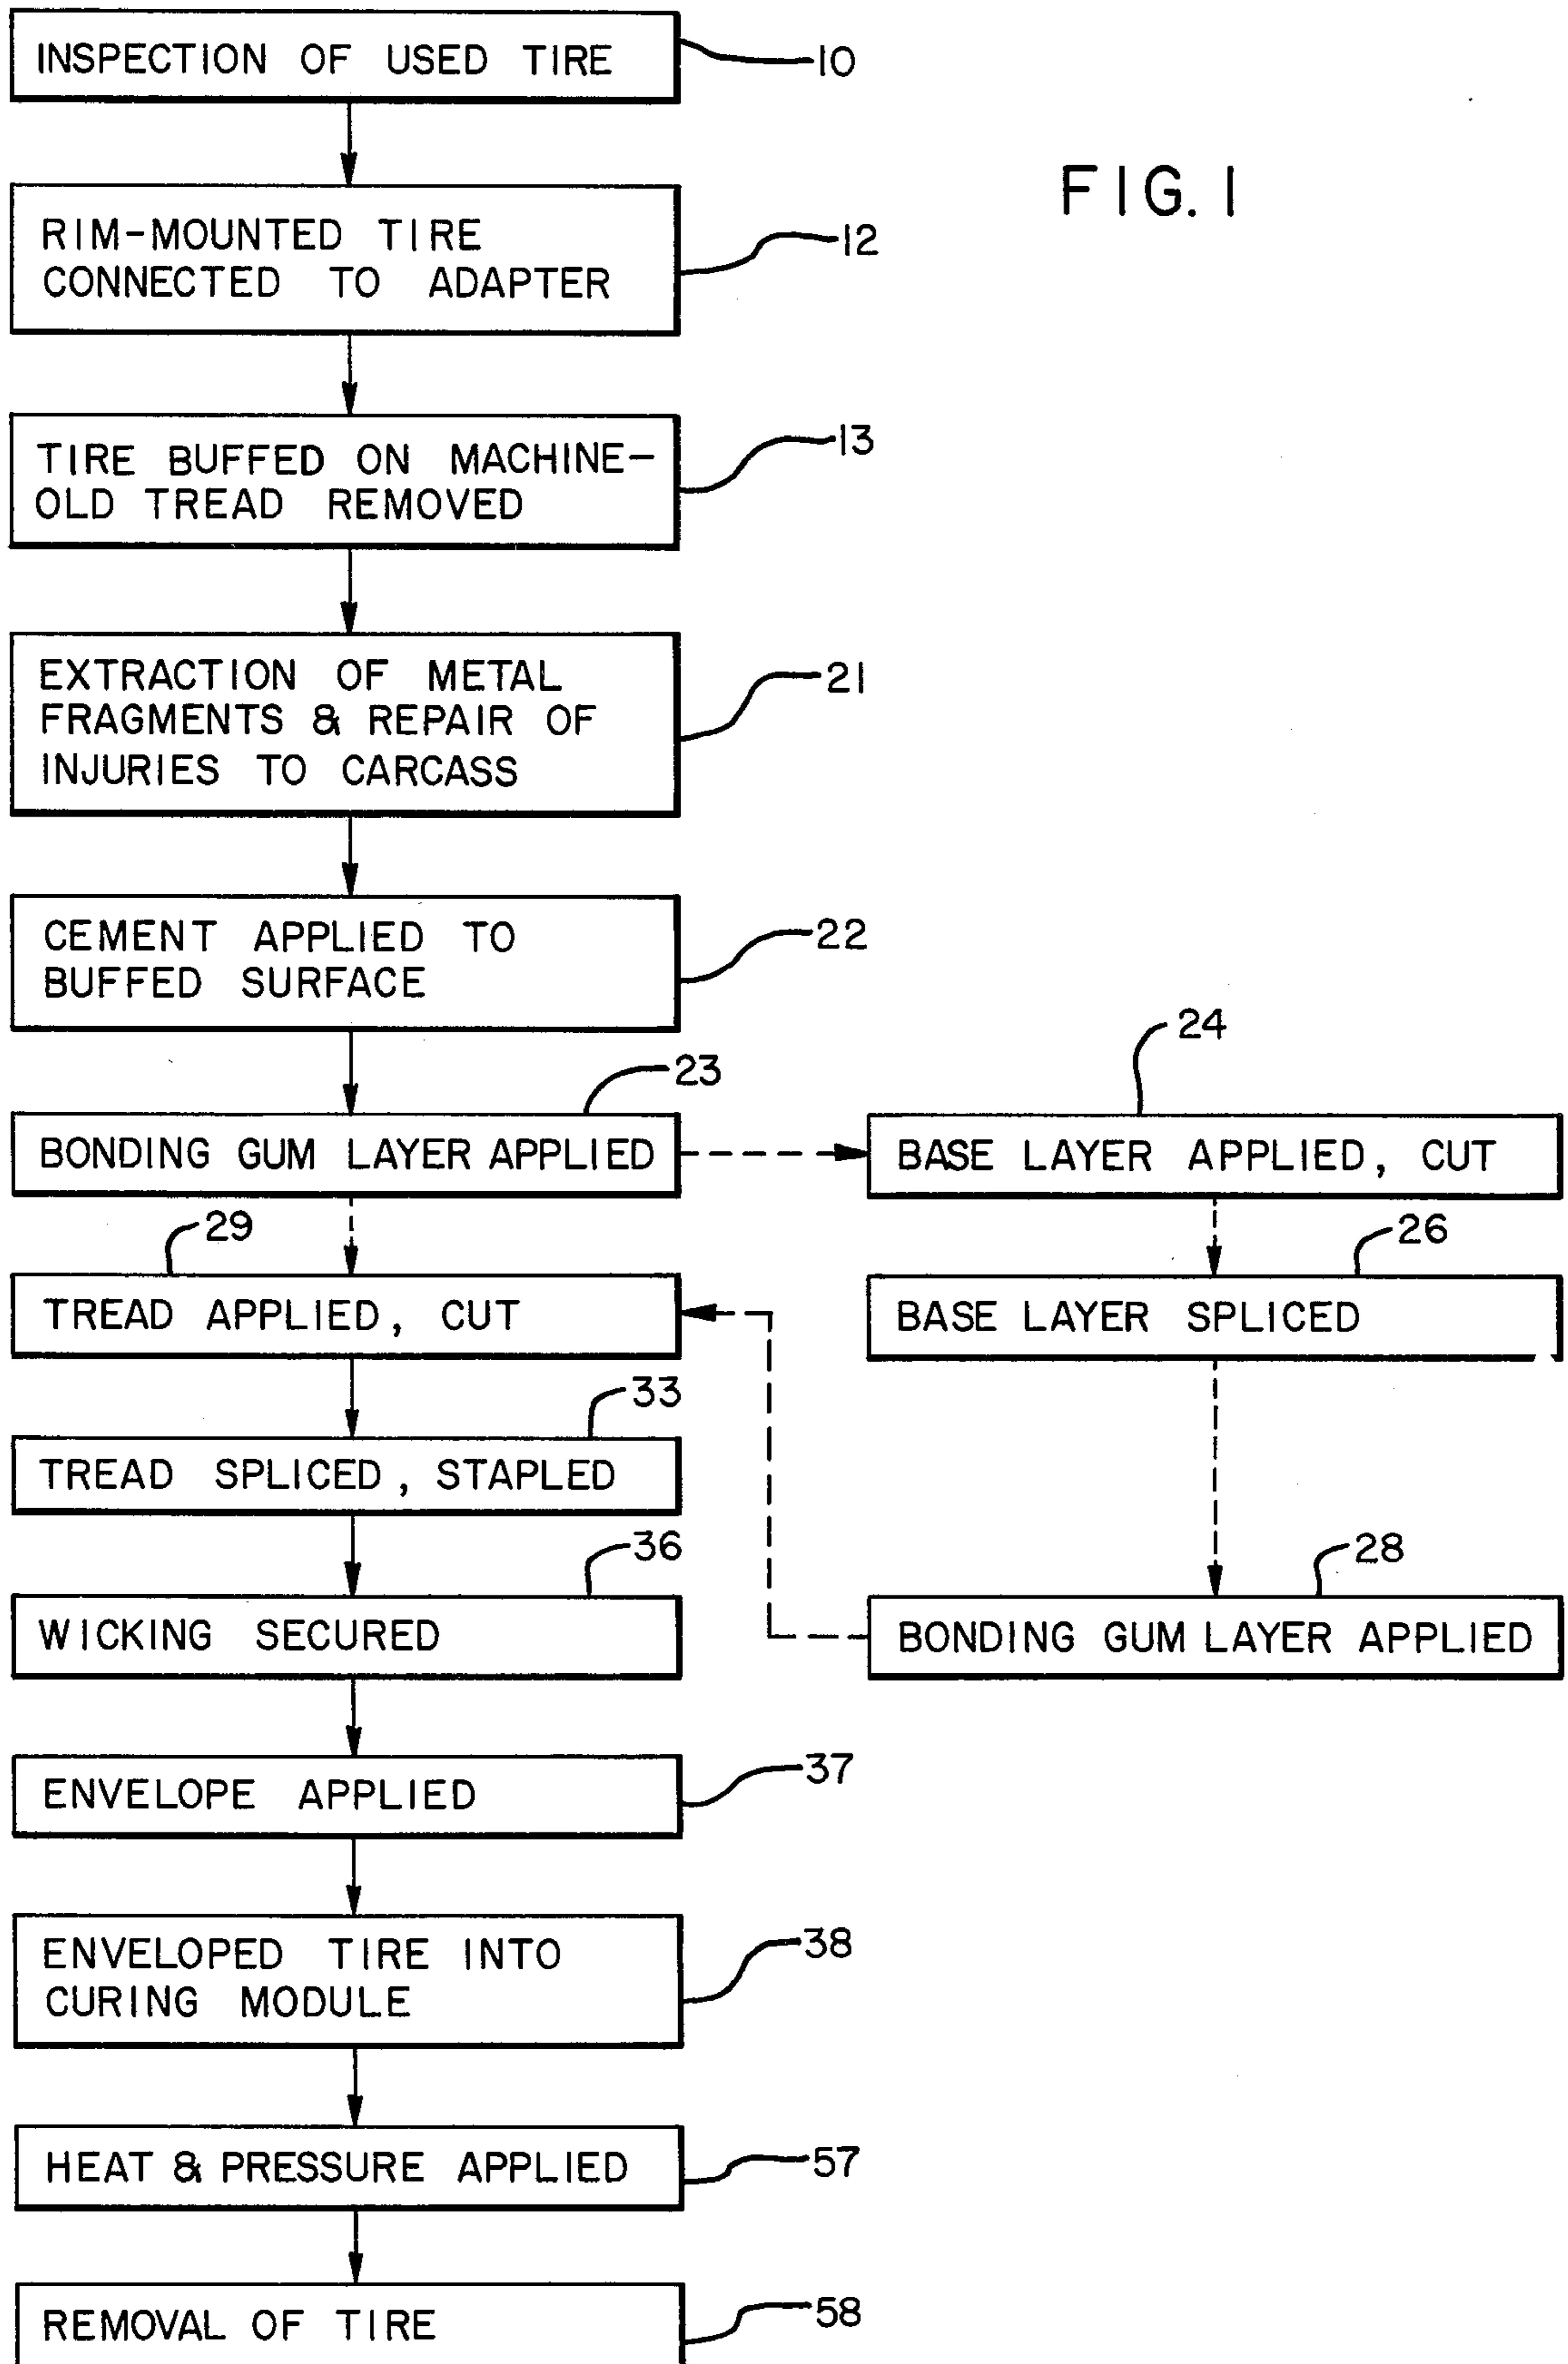 INSPECTION OF USED TIRE
10
FIG. 1
RIM-MOUNTED TIRE
CONNECTED TO ADAPTER
12
TIRE BUFFED ON MACHINE-
OLD TREAD REMOVED
13
EXTRACTION OF METAL
FRAGMENTS & REPAIR OF
INJURIES TO CARCASS
21
CEMENT APPLIED TO
BUFFED SURFACE
22
BONDING GUM LAYER APPLIED
23
BASE LAYER APPLIED, CUT
24
BASE LAYER SPLICED
26
BONDING GUM LAYER APPLIED
28
TREAD APPLIED, CUT
29
TREAD SPLICED, STAPLED
33
WICKING SECURED
36
ENVELOPE APPLIED
37
ENVELOPED TIRE INTO
CURING MODULE
38
HEAT & PRESSURE APPLIED
57
REMOVAL OF TIRE
58